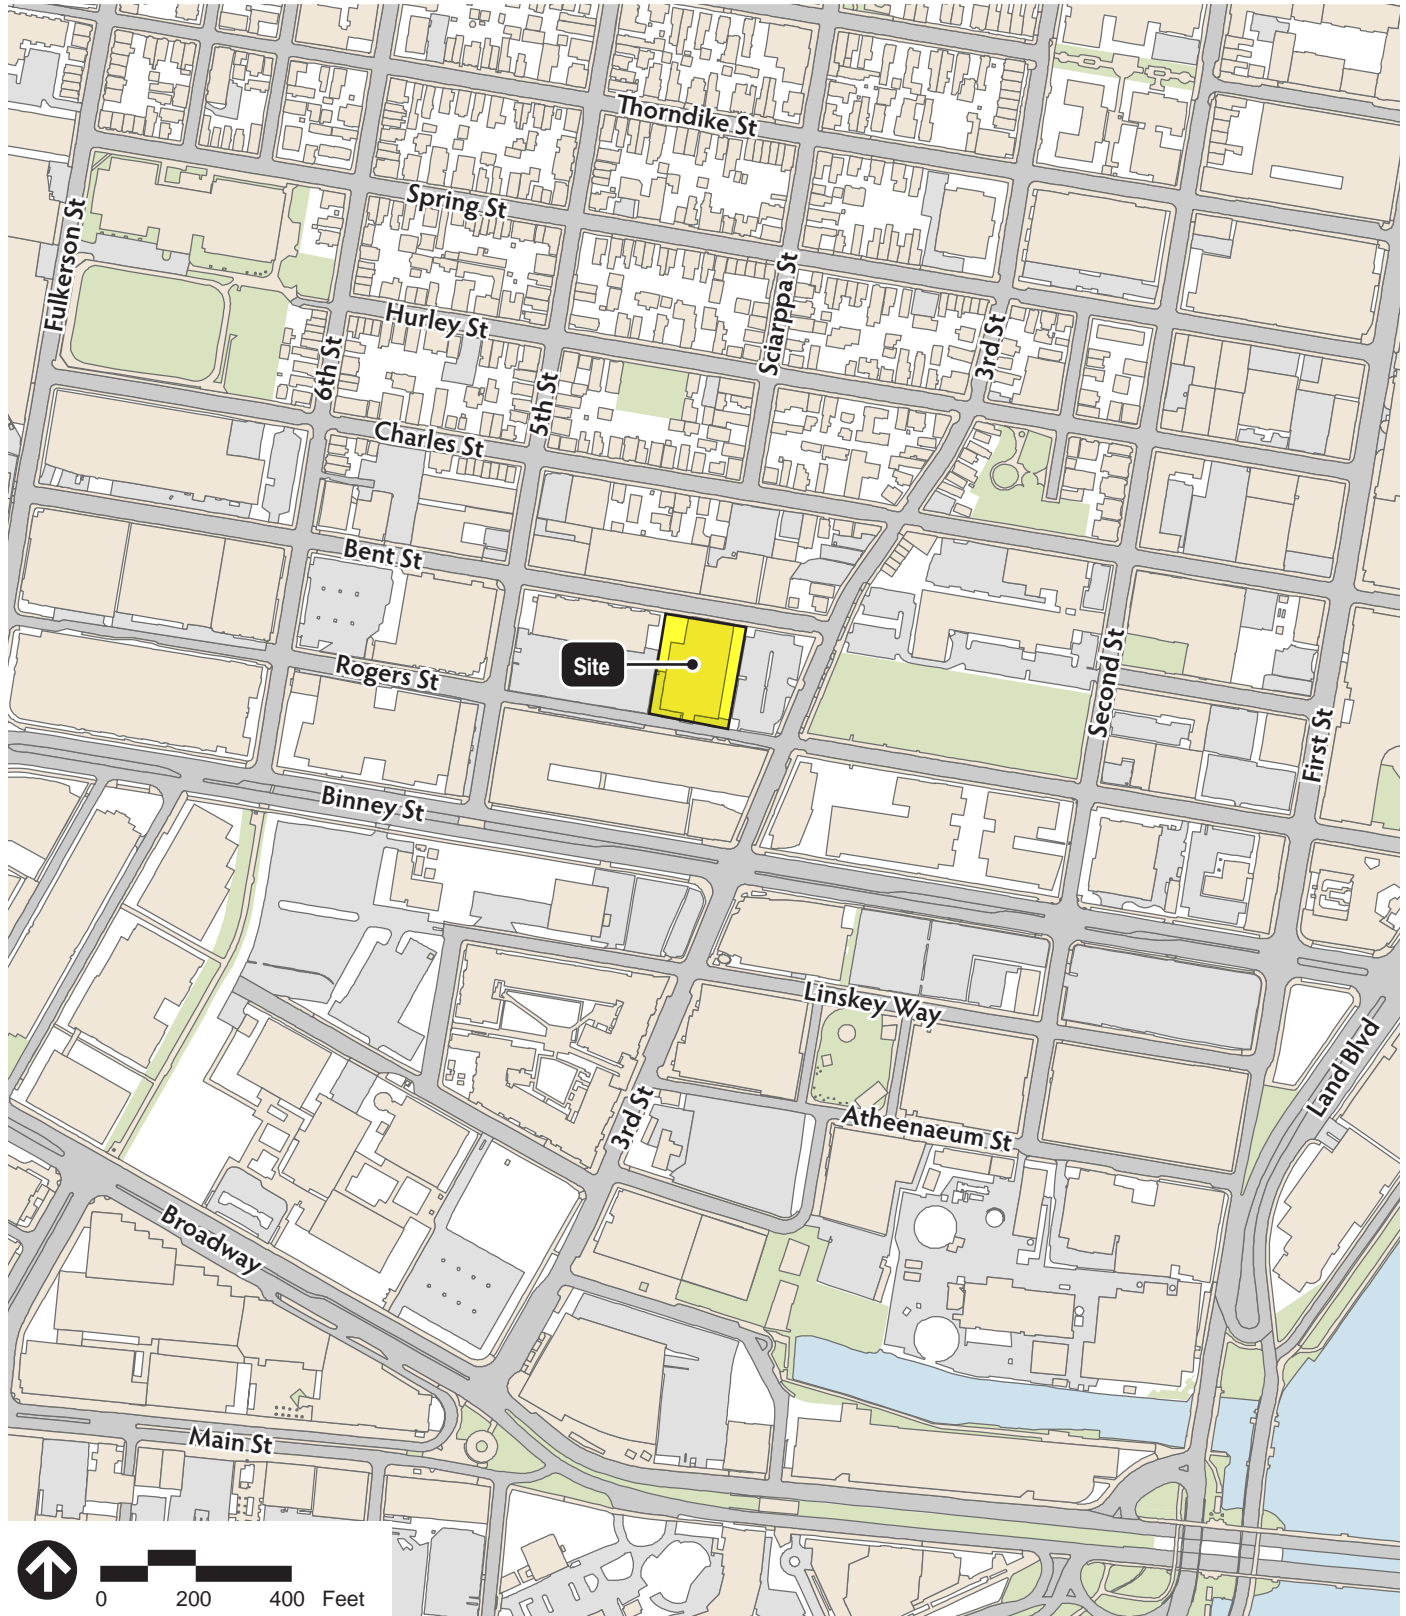 Thorndike St
Spring St
Fulkerson St
Sciarppa St
Hurley St
3rd St
6th St
5th St
Charles St
Bent St
Site
Rogers St
Second St
First St
Binney St
Linskey Way
Land Blvd
3rd St
Atheenaeum St
Broadway
Main St
0 200 400 Feet